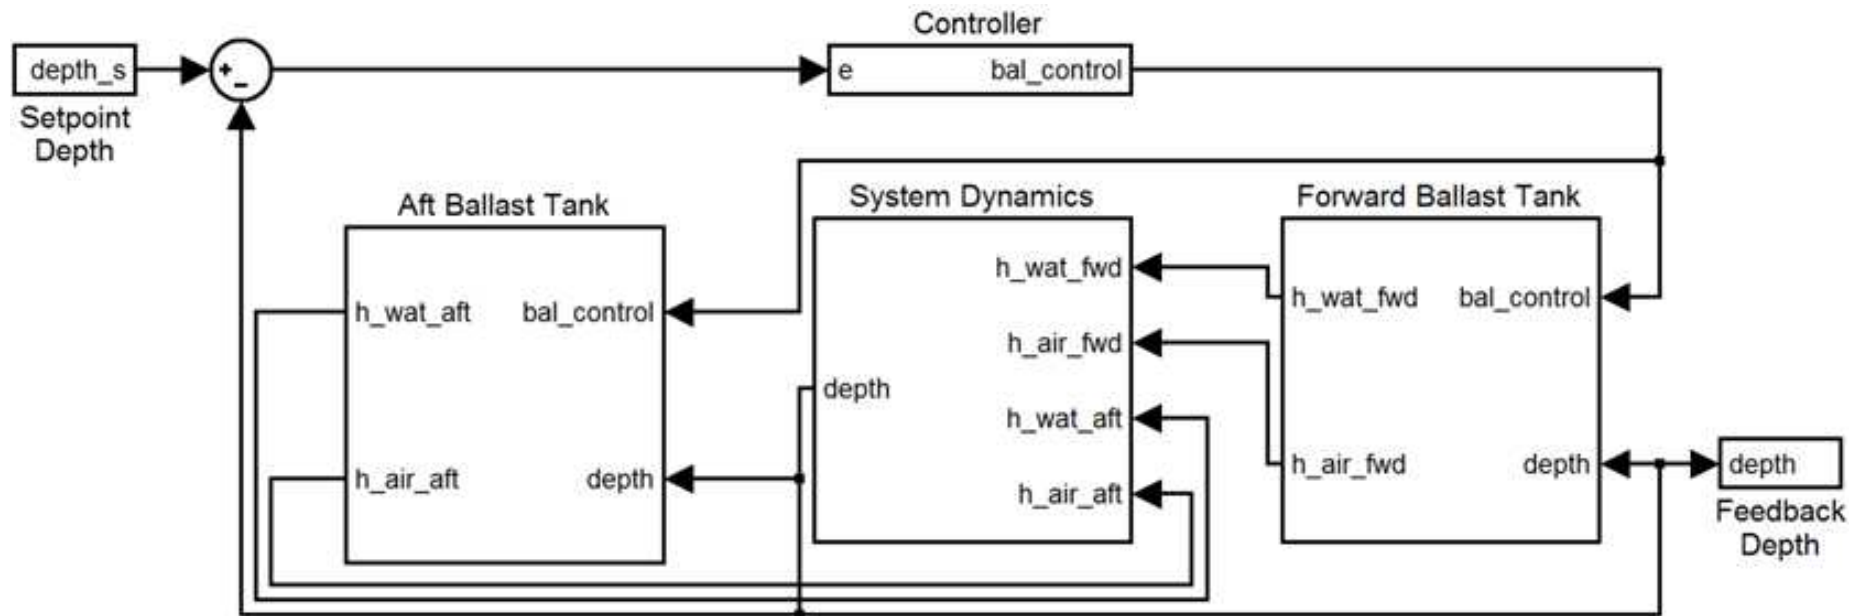 Controller
depth_s
+
-
e
bal_control
Setpoint
Depth
Aft Ballast Tank
System Dynamics
Forward Ballast Tank
h_wat_aft
bal_control
h_air_aft
depth
h_wat_fwd
h_air_fwd
depth
h_wat_aft
h_air_aft
h_wat_fwd
bal_control
h_air_fwd
depth
depth
Feedback
Depth